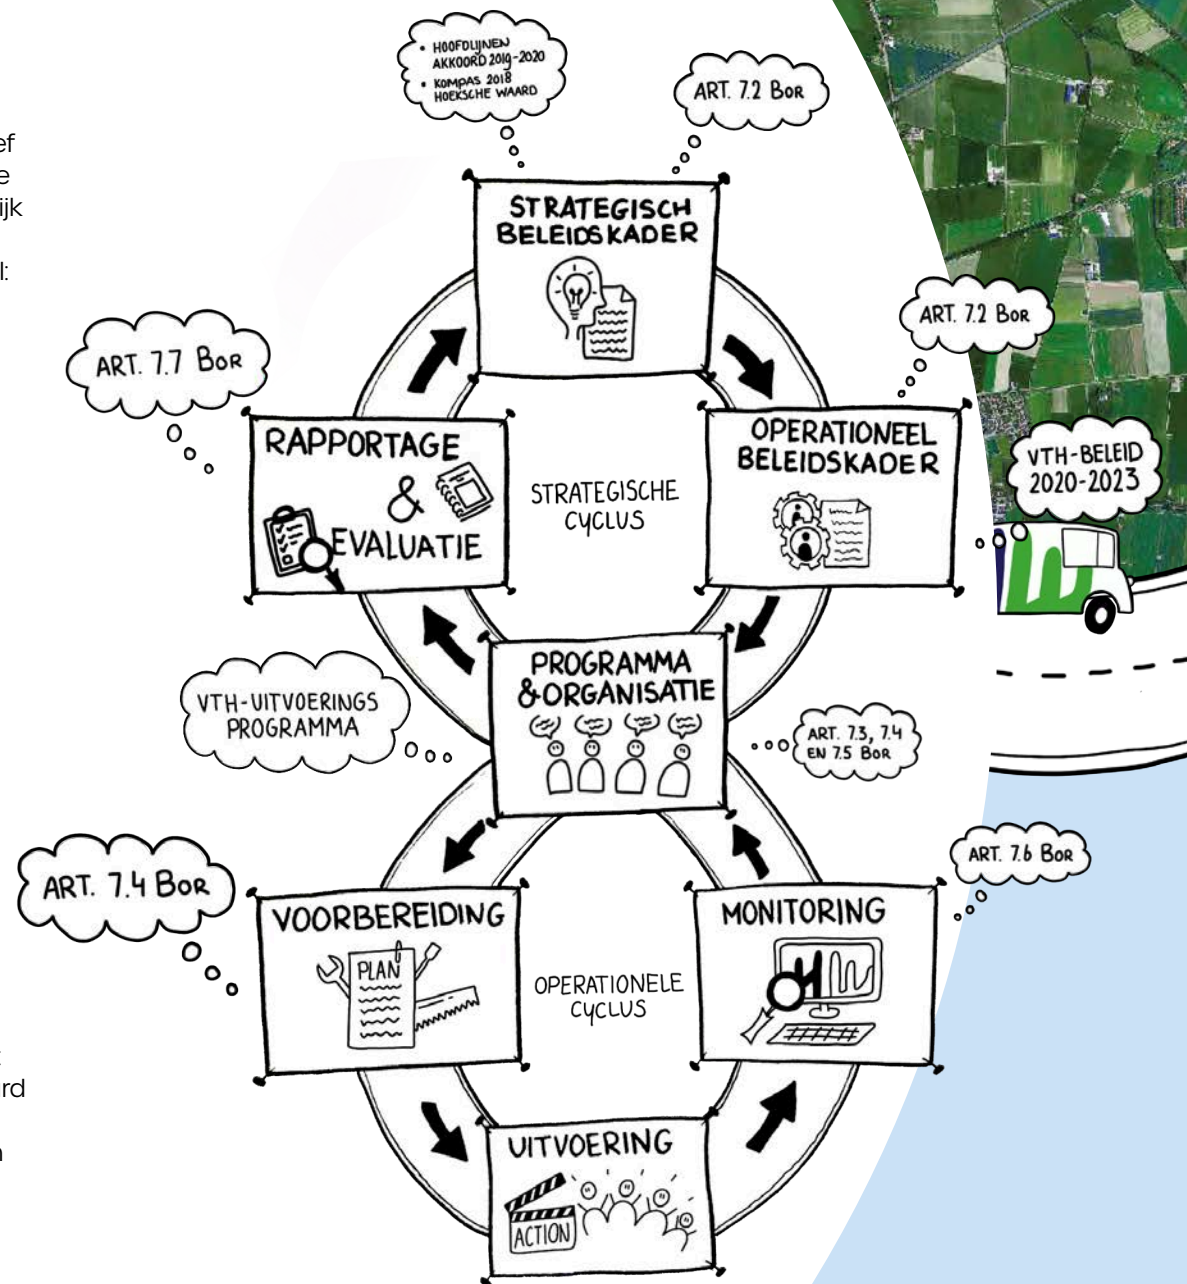 HOOFDLIJNEN
AKKOORD 2019-2020
KOMPAS 2018
HOEKSCHE WAARD
ART. 7.2 BOR
STRATEGISCH
BELEIDSKADER
ART. 7.7 BOR
ART. 7.2 BOR
RAPPORTAGE
&
EVALUATIE
STRATEGISCHE
CYCLUS
OPERATIONEEL
BELEIDSKADER
VTH-BELEID
2020-2023
VTH-UITVOERINGS
PROGRAMMA
PROGRAMMA
& ORGANISATIE
ART. 7.3, 7.4
EN 7.5 BOR
ART. 7.4 BOR
ART. 7.6 BOR
VOORBEREIDING
PLAN
OPERATIONELE
CYCLUS
MONITORING
UITVOERING
ACTION